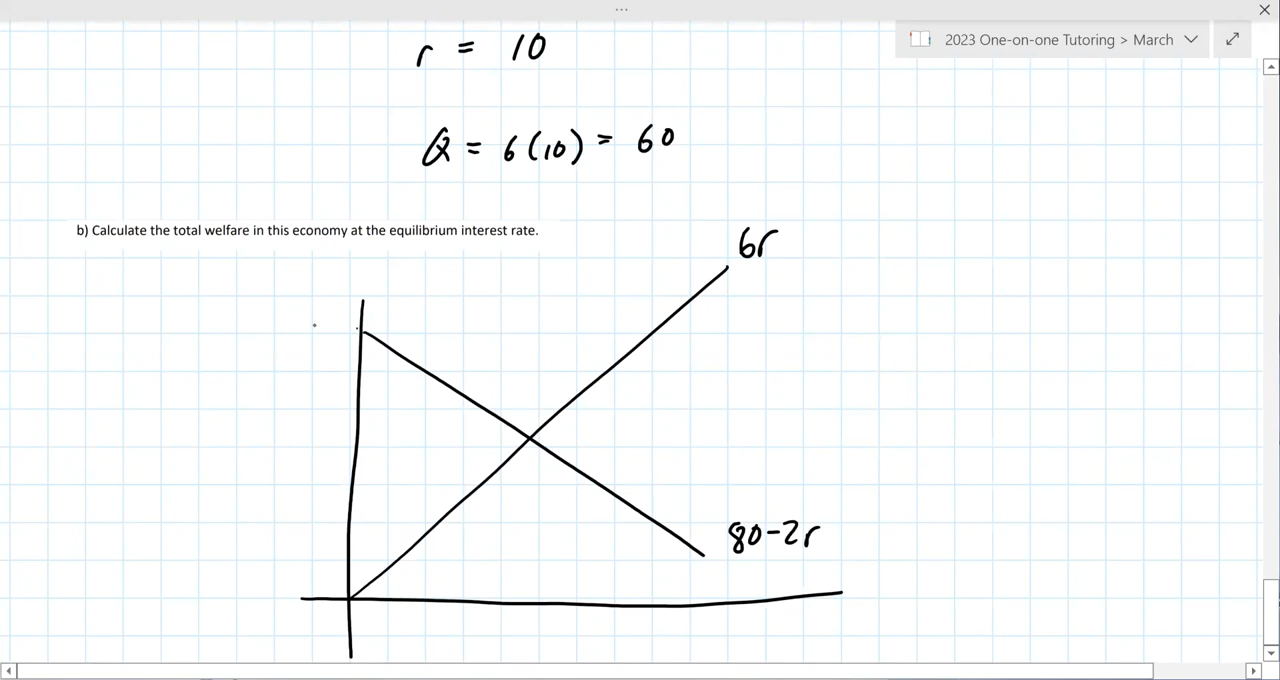 ...
2023 One-on-one Tutoring > March
r = 10
Q = 6(10) = 60
b) Calculate the total welfare in this economy at the equilibrium interest rate.
6r
80-2r